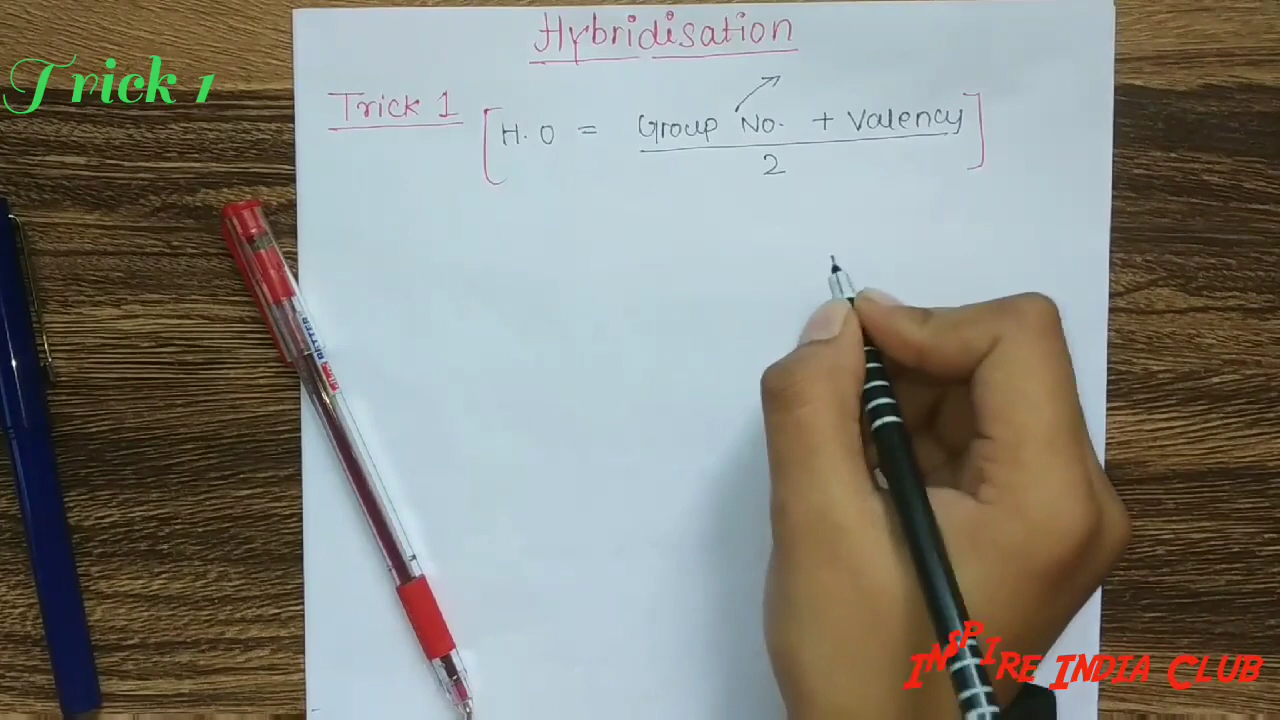 Hybridisation
Trick 1
Trick 1 [H.O = Group No. + Valency / 2]
INSPIRE INDIA CLUB